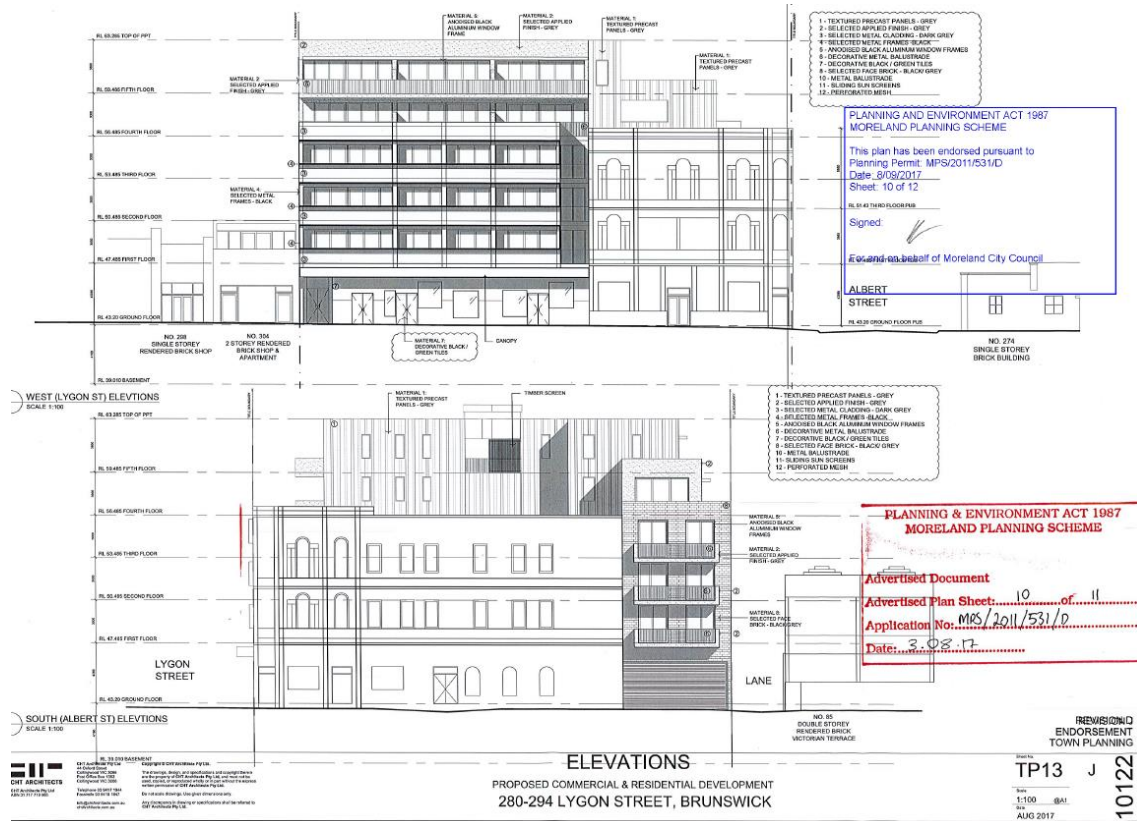 MATERIAL 5:
ANODISED BLACK
ALUMINIUM WINDOW
FRAME
MATERIAL 2:
SELECTED APPLIED
FINISH - GREY
MATERIAL 1:
TEXTURED PRECAST
PANELS - GREY
MATERIAL 1:
TEXTURED PRECAST
PANELS - GREY
1 - TEXTURED PRECAST PANELS - GREY
2 - SELECTED APPLIED FINISH - GREY
3 - SELECTED METAL CLADDING - DARK GREY
4 - SELECTED METAL FRAMES -BLACK
5 - ANODISED BLACK ALUMINIUM WINDOW FRAMES
6 - DECORATIVE METAL BALUSTRADE
7 - DECORATIVE BLACK / GREEN TILES
8 - SELECTED FACE BRICK - BLACK/ GREY
10 - METAL BALUSTRADE
11 - SLIDING SUN SCREENS
12 - PERFORATED MESH
PLANNING AND ENVIRONMENT ACT 1987
MORELAND PLANNING SCHEME
This plan has been endorsed pursuant to
Planning Permit: MPS/2011/531/D
Date: 8/09/2017
Sheet: 10 of 12
Signed:
For and on behalf of Moreland City Council
MATERIAL 2
SELECTED APPLIED
FINISH - GREY
MATERIAL 4:
SELECTED METAL
FRAMES - BLACK
TOP OF PPT
RL 59.495 FIFTH FLOOR
RL 56.495 FOURTH FLOOR
RL 53.495 THIRD FLOOR
RL 50.495 SECOND FLOOR
RL 47.495 FIRST FLOOR
RL 43.20 GROUND FLOOR
RL 39.010 BASEMENT
RL 51.43 THIRD FLOOR PUB
RL 43.20 GROUND FLOOR PUB
ALBERT
STREET
NO. 298
SINGLE STOREY
RENDERED BRICK SHOP
NO. 304
2 STOREY RENDERED
BRICK SHOP &
APARTMENT
MATERIAL 7:
DECORATIVE BLACK /
GREEN TILES
CANOPY
NO. 274
SINGLE STOREY
BRICK BUILDING
WEST (LYGON ST) ELEVTIONS
SCALE 1:100
MATERIAL 1:
TEXTURED PRECAST
PANELS - GREY
TIMBER SCREEN
1 - TEXTURED PRECAST PANELS - GREY
2 - SELECTED APPLIED FINISH - GREY
3 - SELECTED METAL CLADDING - DARK GREY
4 - SELECTED METAL FRAMES -BLACK
5 - ANODISED BLACK ALUMINIUM WINDOW FRAMES
6 - DECORATIVE METAL BALUSTRADE
7 - DECORATIVE BLACK / GREEN TILES
8 - SELECTED FACE BRICK - BLACK/ GREY
10 - METAL BALUSTRADE
11- SLIDING SUN SCREENS
12 - PERFORATED MESH
TOP OF PPT
RL 59.495 FIFTH FLOOR
RL 56.495 FOURTH FLOOR
RL 53.495 THIRD FLOOR
RL 50.495 SECOND FLOOR
RL 47.495 FIRST FLOOR
RL 43.20 GROUND FLOOR
BASEMENT
MATERIAL 5:
ANODISED BLACK
ALUMINIUM WINDOW
FRAMES
MATERIAL 2:
SELECTED APPLIED
FINISH - GREY
MATERIAL 8:
SELECTED FACE
BRICK - BLACK/GREY
PLANNING & ENVIRONMENT ACT 1987
MORELAND PLANNING SCHEME
Advertised Document
Advertised Plan Sheet: 10 of 11
Application No: MPS/2011/531/D
Date: 3.08.17
LYGON
STREET
LANE
NO. 85
DOUBLE STOREY
RENDERED BRICK
VICTORIAN TERRACE
SOUTH (ALBERT ST) ELEVTIONS
SCALE 1:100
ENDORSEMENT
TOWN PLANNING
CHT ARCHITECTS
ELEVATIONS
PROPOSED COMMERCIAL & RESIDENTIAL DEVELOPMENT
280-294 LYGON STREET, BRUNSWICK
TP13 J
Scale
1:100 @A1
Date
AUG 2017
10122